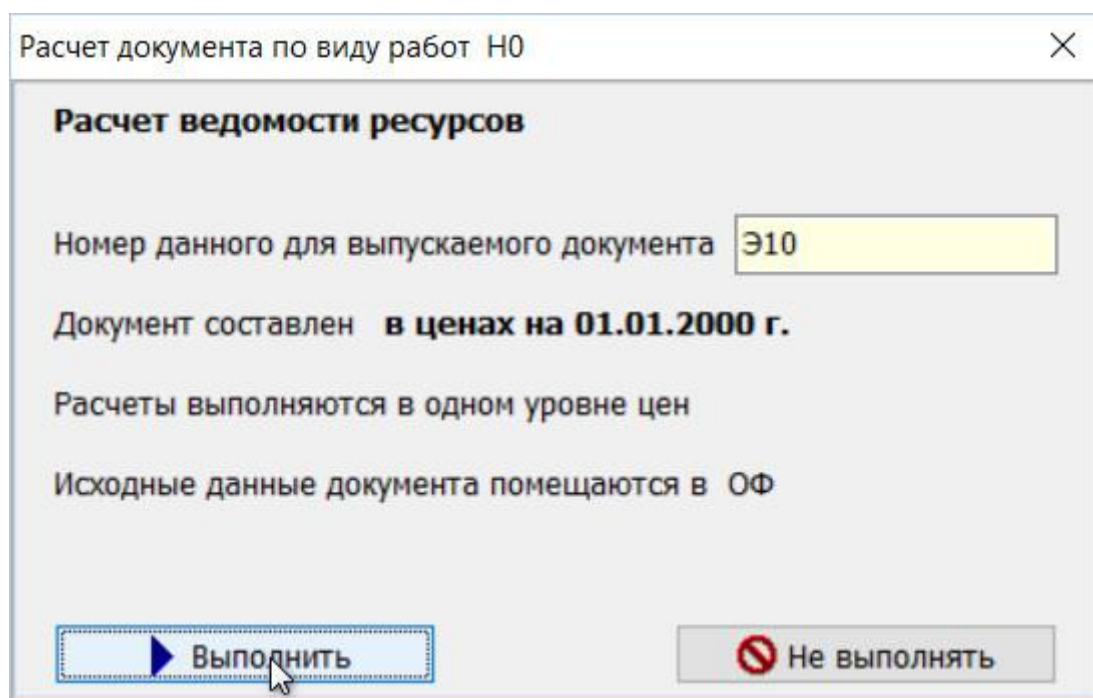 Расчет документа по виду работ Н0
Расчет ведомости ресурсов
Номер данного для выпускаемого документа Э10
Документ составлен в ценах на 01.01.2000 г.
Расчеты выполняются в одном уровне цен
Исходные данные документа помещаются в ОФ
Выполнить Не выполнять